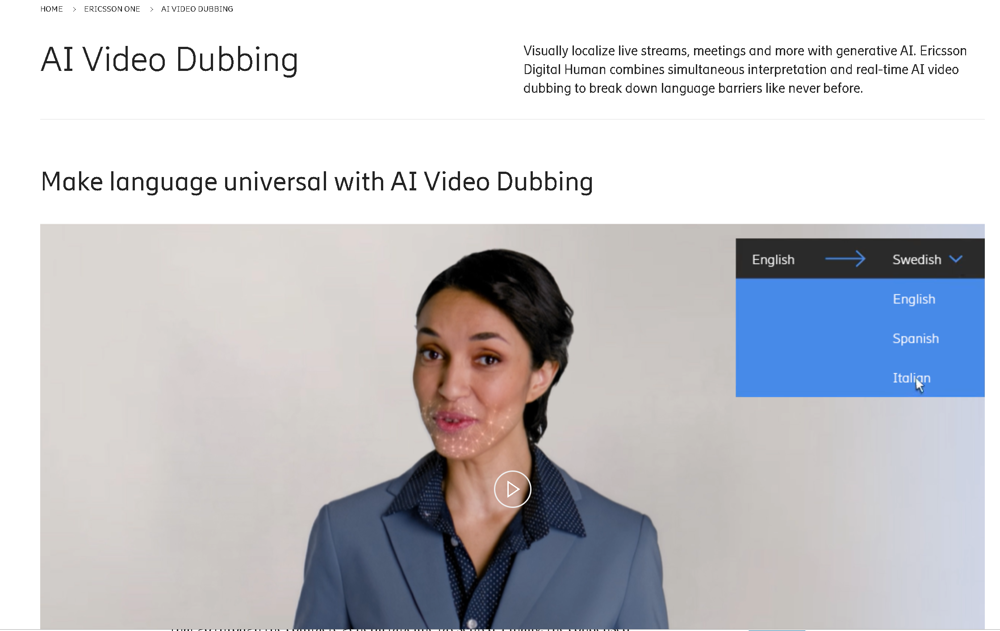 HOME > ERICSSON ONE > AI VIDEO DUBBING
AI Video Dubbing
Visually localize live streams, meetings and more with generative AI. Ericsson
Digital Human combines simultaneous interpretation and real-time AI video
dubbing to break down language barriers like never before.
Make language universal with AI Video Dubbing
English → Swedish
English
Spanish
Italian